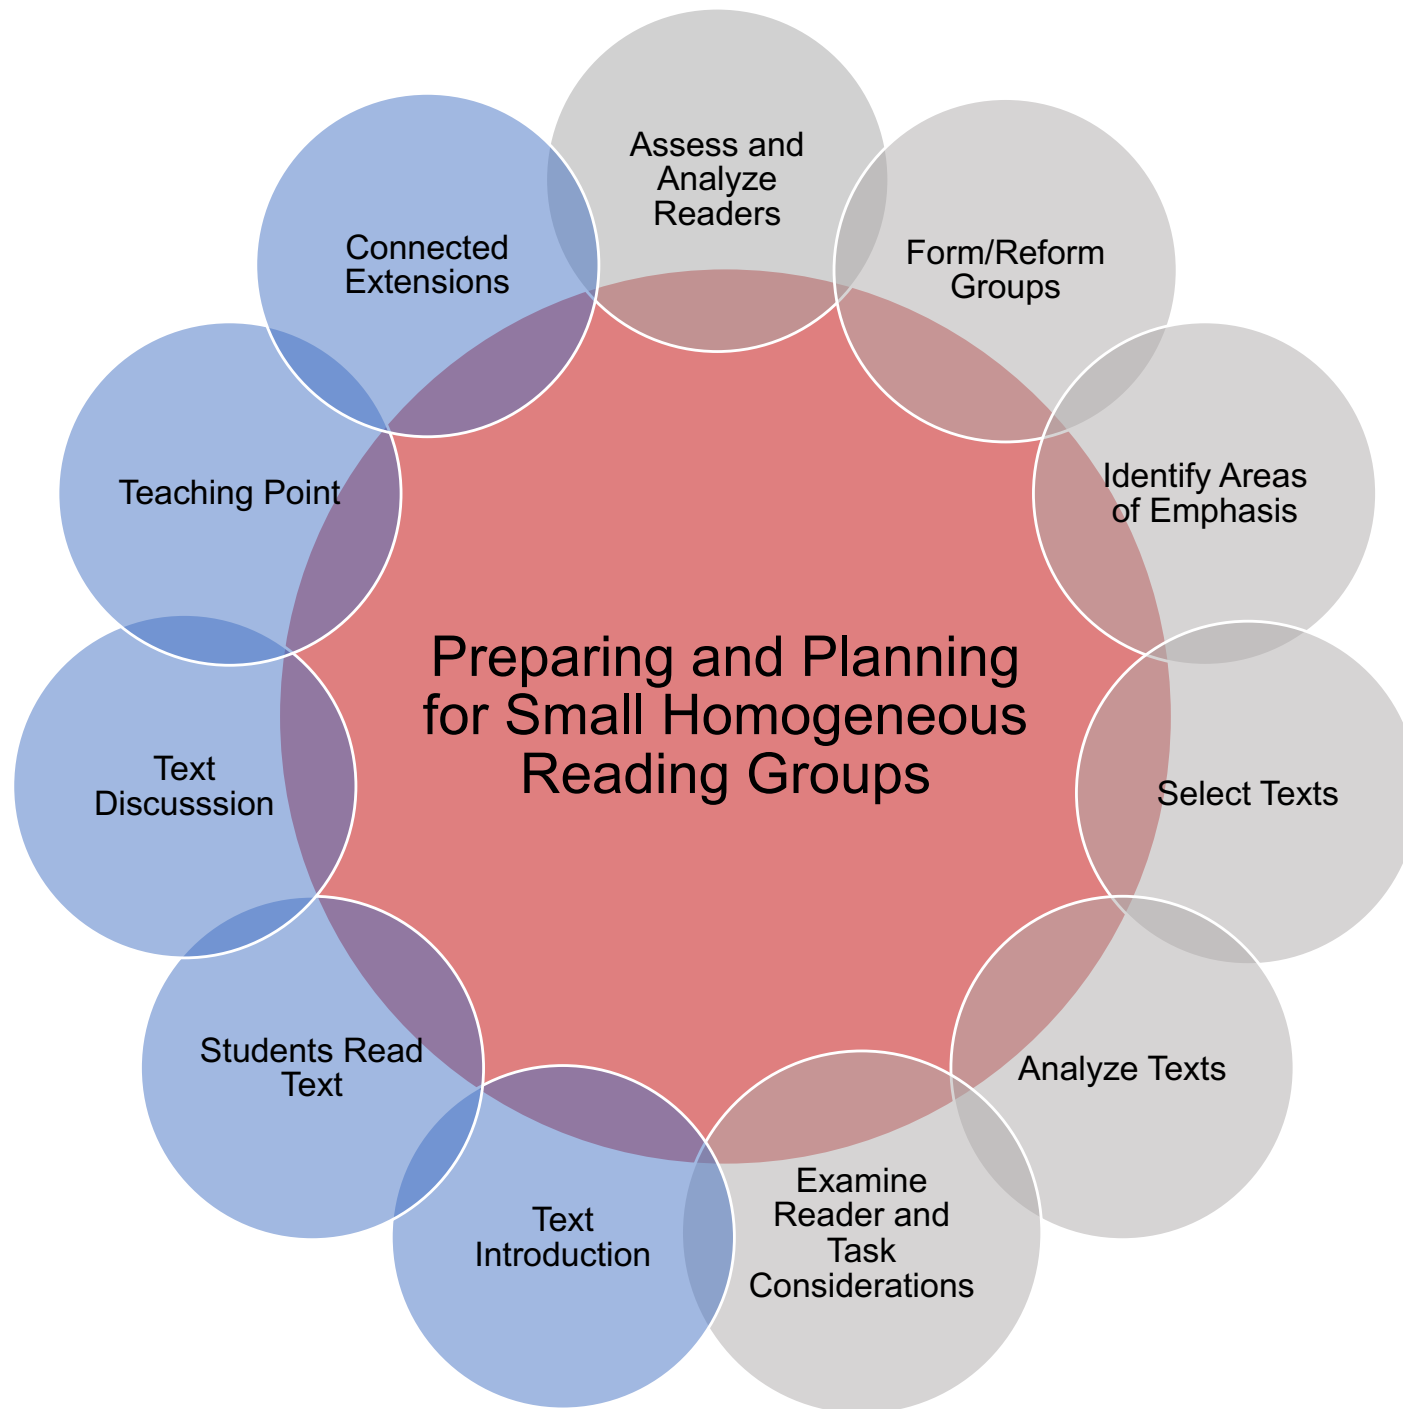 Assess and
Analyze
Readers
Form/Reform
Groups
Identify Areas
of Emphasis
Select Texts
Analyze Texts
Examine
Reader and
Task
Considerations
Text
Introduction
Students Read
Text
Text
Discusssion
Teaching Point
Connected
Extensions
Preparing and Planning
for Small Homogeneous
Reading Groups